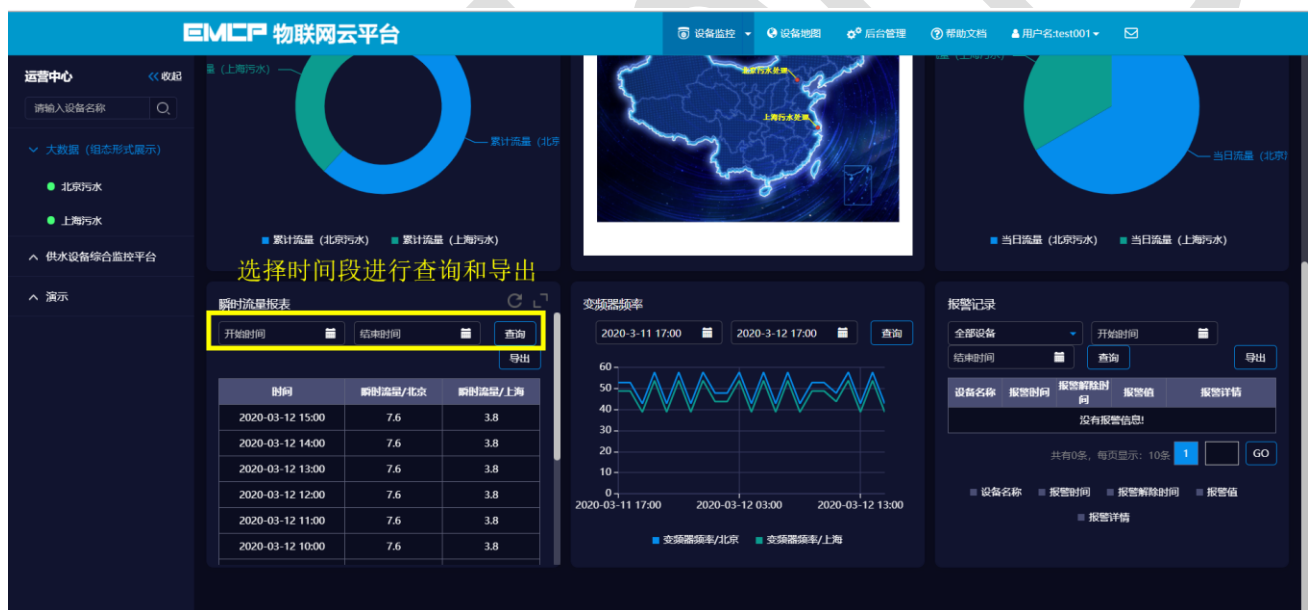 EMCP 物联网云平台
设备监控 设备地图 后台管理 帮助文档 用户名:test001
运营中心 收起
请输入设备名称
大数据（组态形式展示）
北京污水
上海污水
供水设备综合监控平台
演示
量（上海污水）
累计流量（北京
累计流量（北京污水） 累计流量（上海污水）
北京污水处理
上海污水处理
当日流量（北京
当日流量（北京污水） 当日流量（上海污水）
选择时间段进行查询和导出
瞬时流量报表
开始时间 结束时间 查询
导出
时间 瞬时流量/北京 瞬时流量/上海
2020-03-12 15:00 7.6 3.8
2020-03-12 14:00 7.6 3.8
2020-03-12 13:00 7.6 3.8
2020-03-12 12:00 7.6 3.8
2020-03-12 11:00 7.6 3.8
2020-03-12 10:00 7.6 3.8
变频器频率
2020-3-11 17:00 2020-3-12 17:00 查询
60
50
40
30
20
10
0
2020-03-11 17:00 2020-03-12 03:00 2020-03-12 13:00
变频器频率/北京 变频器频率/上海
报警记录
全部设备 开始时间
结束时间 查询 导出
设备名称 报警时间 报警解除时间 报警值 报警详情
没有报警信息!
共有0条，每页显示：10条 1 GO
设备名称 报警时间 报警解除时间 报警值
报警详情